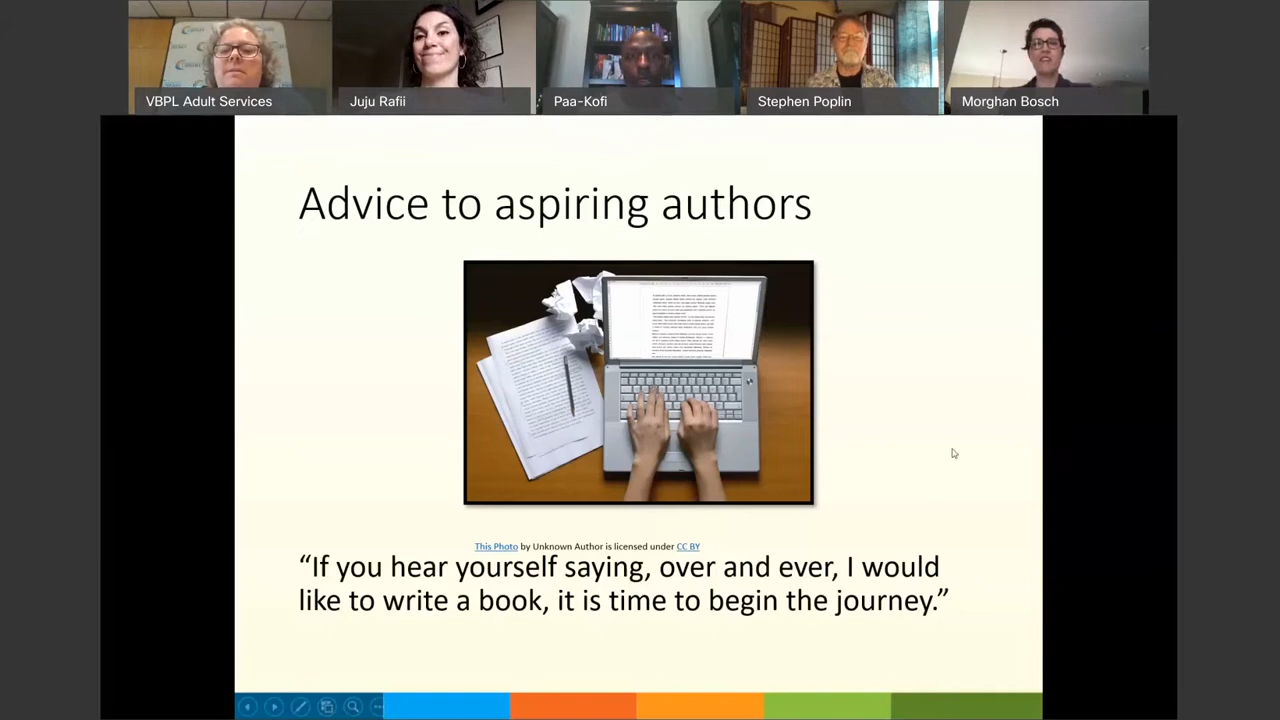 VBPL Adult Services
Juju Rafii
Paa-Kofi
Stephen Poplin
Morghan Bosch
Advice to aspiring authors
This Photo by Unknown Author is licensed under CC BY
“If you hear yourself saying, over and ever, I would
like to write a book, it is time to begin the journey.”